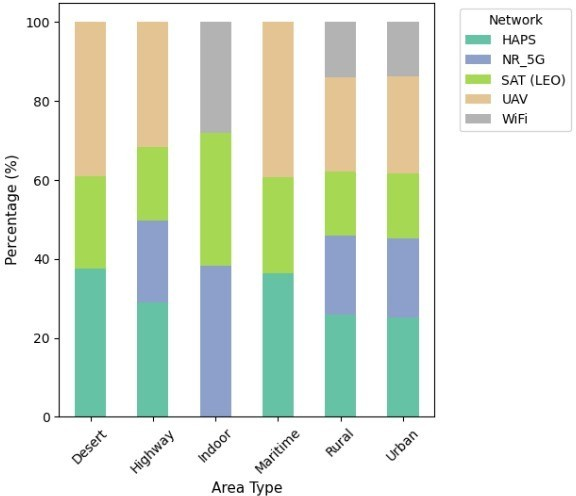 Percentage (%)
100
80
60
40
20
0
Desert
Highway
Indoor
Maritime
Rural
Urban
Area Type
Network
HAPS
NR_5G
SAT (LEO)
UAV
WiFi